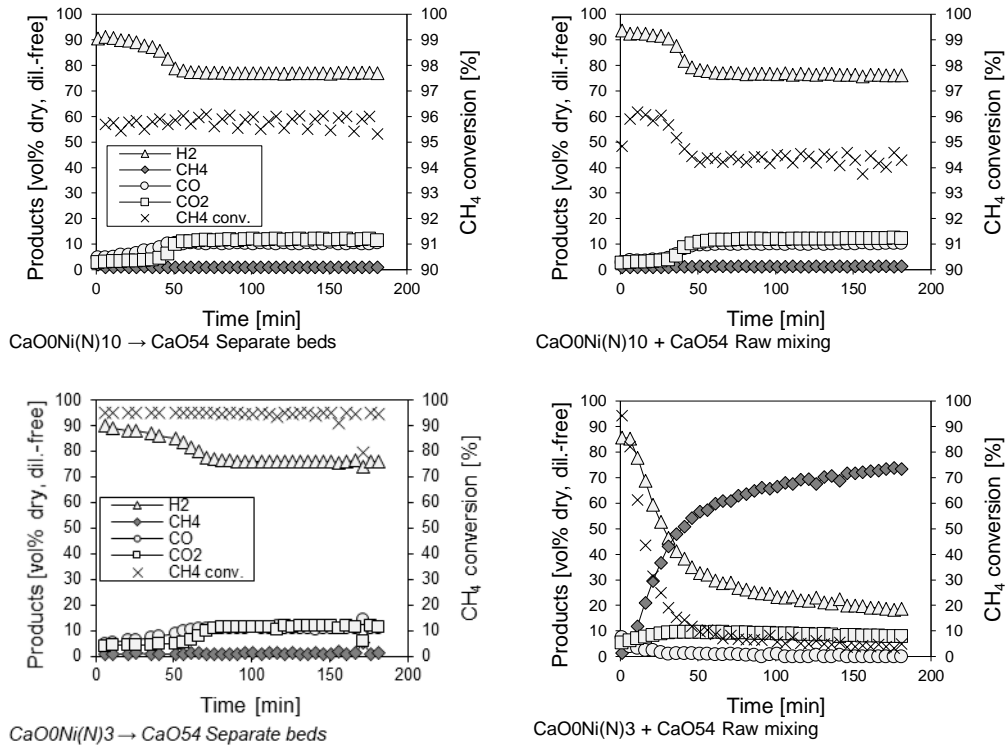 Products [vol% dry, dil.-free]
100
90
80
70
60
50
40
30
20
10
0
H2
CH4
CO
CO2
CH4 conv.
100
99
98
97
96
95
94
93
92
91
90
CH₄ conversion [%]
0 50 100 150 200
Time [min]
CaO0Ni(N)10 → CaO54 Separate beds
Products [vol% dry, dil.-free]
100
90
80
70
60
50
40
30
20
10
0
100
99
98
97
96
95
94
93
92
91
90
CH₄ conversion [%]
0 50 100 150 200
Time [min]
CaO0Ni(N)10 + CaO54 Raw mixing
Products [vol% dry, dil.-free]
100
90
80
70
60
50
40
30
20
10
0
H2
CH4
CO
CO2
CH4 conv.
100
90
80
70
60
50
40
30
20
10
0
CH₄ conversion [%]
0 50 100 150 200
Time [min]
CaO0Ni(N)3 → CaO54 Separate beds
Products [vol% dry, dil.-free]
100
90
80
70
60
50
40
30
20
10
0
100
90
80
70
60
50
40
30
20
10
0
CH₄ conversion [%]
0 50 100 150 200
Time [min]
CaO0Ni(N)3 + CaO54 Raw mixing